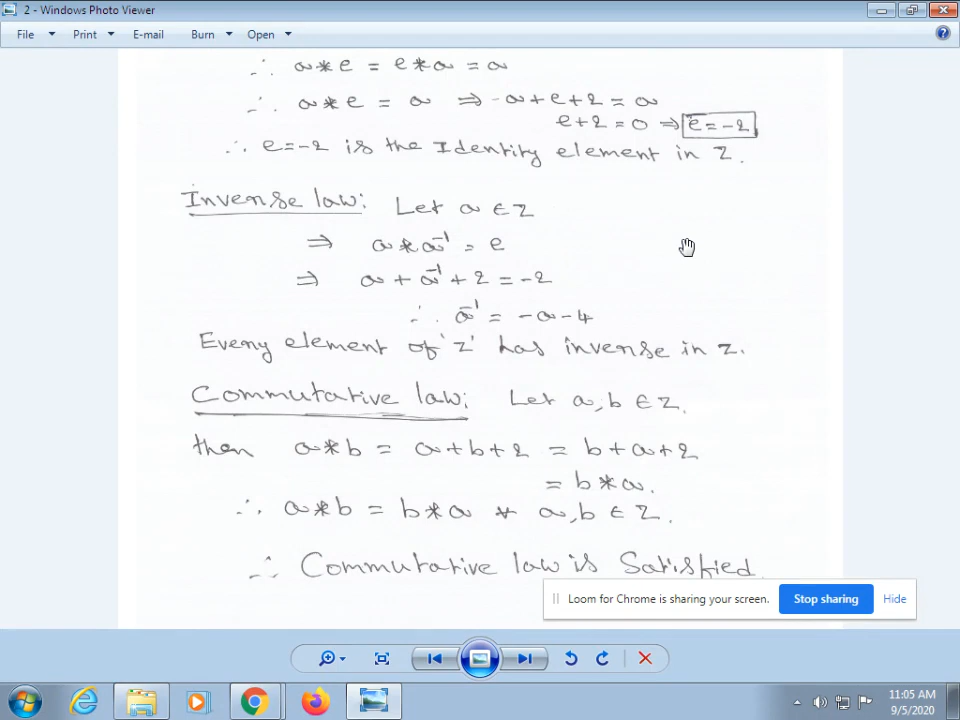 2 - Windows Photo Viewer
File Print E-mail Burn Open
∴ a*e = e*a = a
∴ a*e = a ⇒ a+e+2 = a
e+2=0 ⇒ e=-2
∴ e=-2 is the Identity element in Z.
Invense law: Let a ∈ Z
⇒ a*a⁻¹ = e
⇒ a + a⁻¹ + 2 = -2
∴ a⁻¹ = -a-4
Every element of 'Z' has invense in Z.
Commutative law: Let a,b ∈ Z.
then a*b = a+b+2 = b+a+2
= b*a.
∴ a*b = b*a ∀ a,b ∈ Z.
∴ Commutative law is Satisfied
Loom for Chrome is sharing your screen. Stop sharing Hide
11:05 AM
9/5/2020